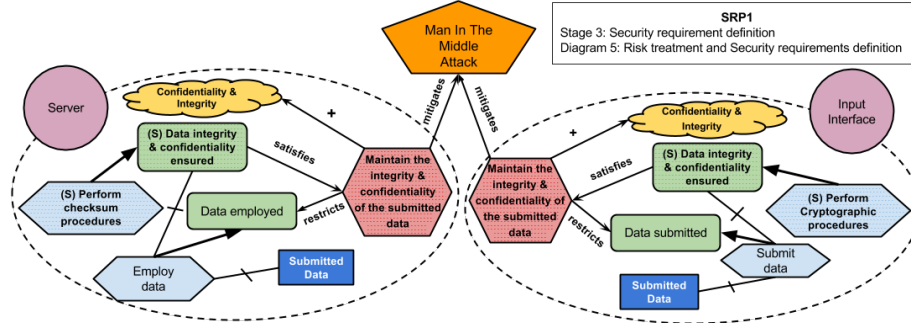 SRP1
Stage 3: Security requirement definition
Diagram 5: Risk treatment and Security requirements definition
Man In The
Middle
Attack
mitigates
mitigates
Server
Confidentiality &
Integrity
+
(S) Data integrity
& confidentiality
ensured
satisfies
(S) Perform
checksum
procedures
Data employed
restricts
Maintain the
integrity &
confidentiality
of the submitted
data
Employ
data
Submitted
Data
Input
Interface
Confidentiality &
Integrity
+
(S) Data integrity
& confidentiality
ensured
satisfies
Maintain the
integrity &
confidentiality of
the submitted
data
restricts
(S) Perform
Cryptographic
procedures
Data submitted
Submit
data
Submitted
Data